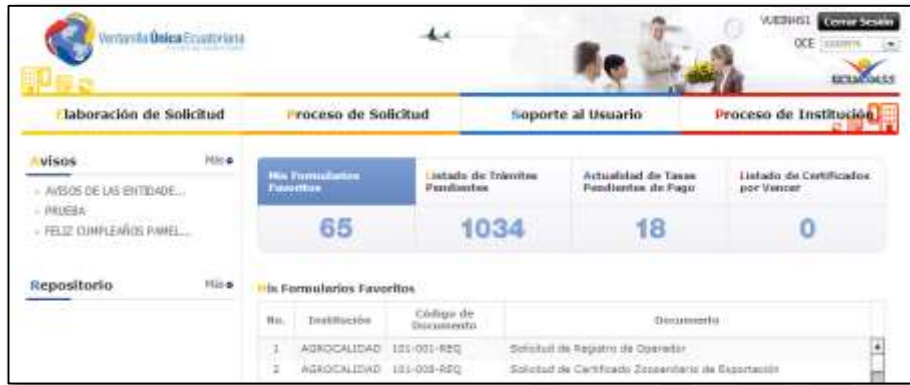 VUEINHS1 Cerrar Sesión
Ventanilla Única Ecuatoriana
OCE
ECUAPASS
Elaboración de Solicitud
Proceso de Solicitud
Soporte al Usuario
Proceso de Institución
Avisos Más
AVISOS DE LAS ENTIDADE...
PRUEBA
FELIZ CUMPLEAÑOS PAMEL...
Repositorio Más
Mis Formularios Favoritos
65
Listado de Trámites Pendientes
1034
Actualidad de Tasas Pendientes de Pago
18
Listado de Certificados por Vencer
0
Mis Formularios Favoritos
No. Institución Código de Documento Documento
1 AGROCALIDAD 101-001-REQ Solicitud de Registro de Operador
2 AGROCALIDAD 101-008-REQ Solicitud de Certificado Zoosanitario de Exportación